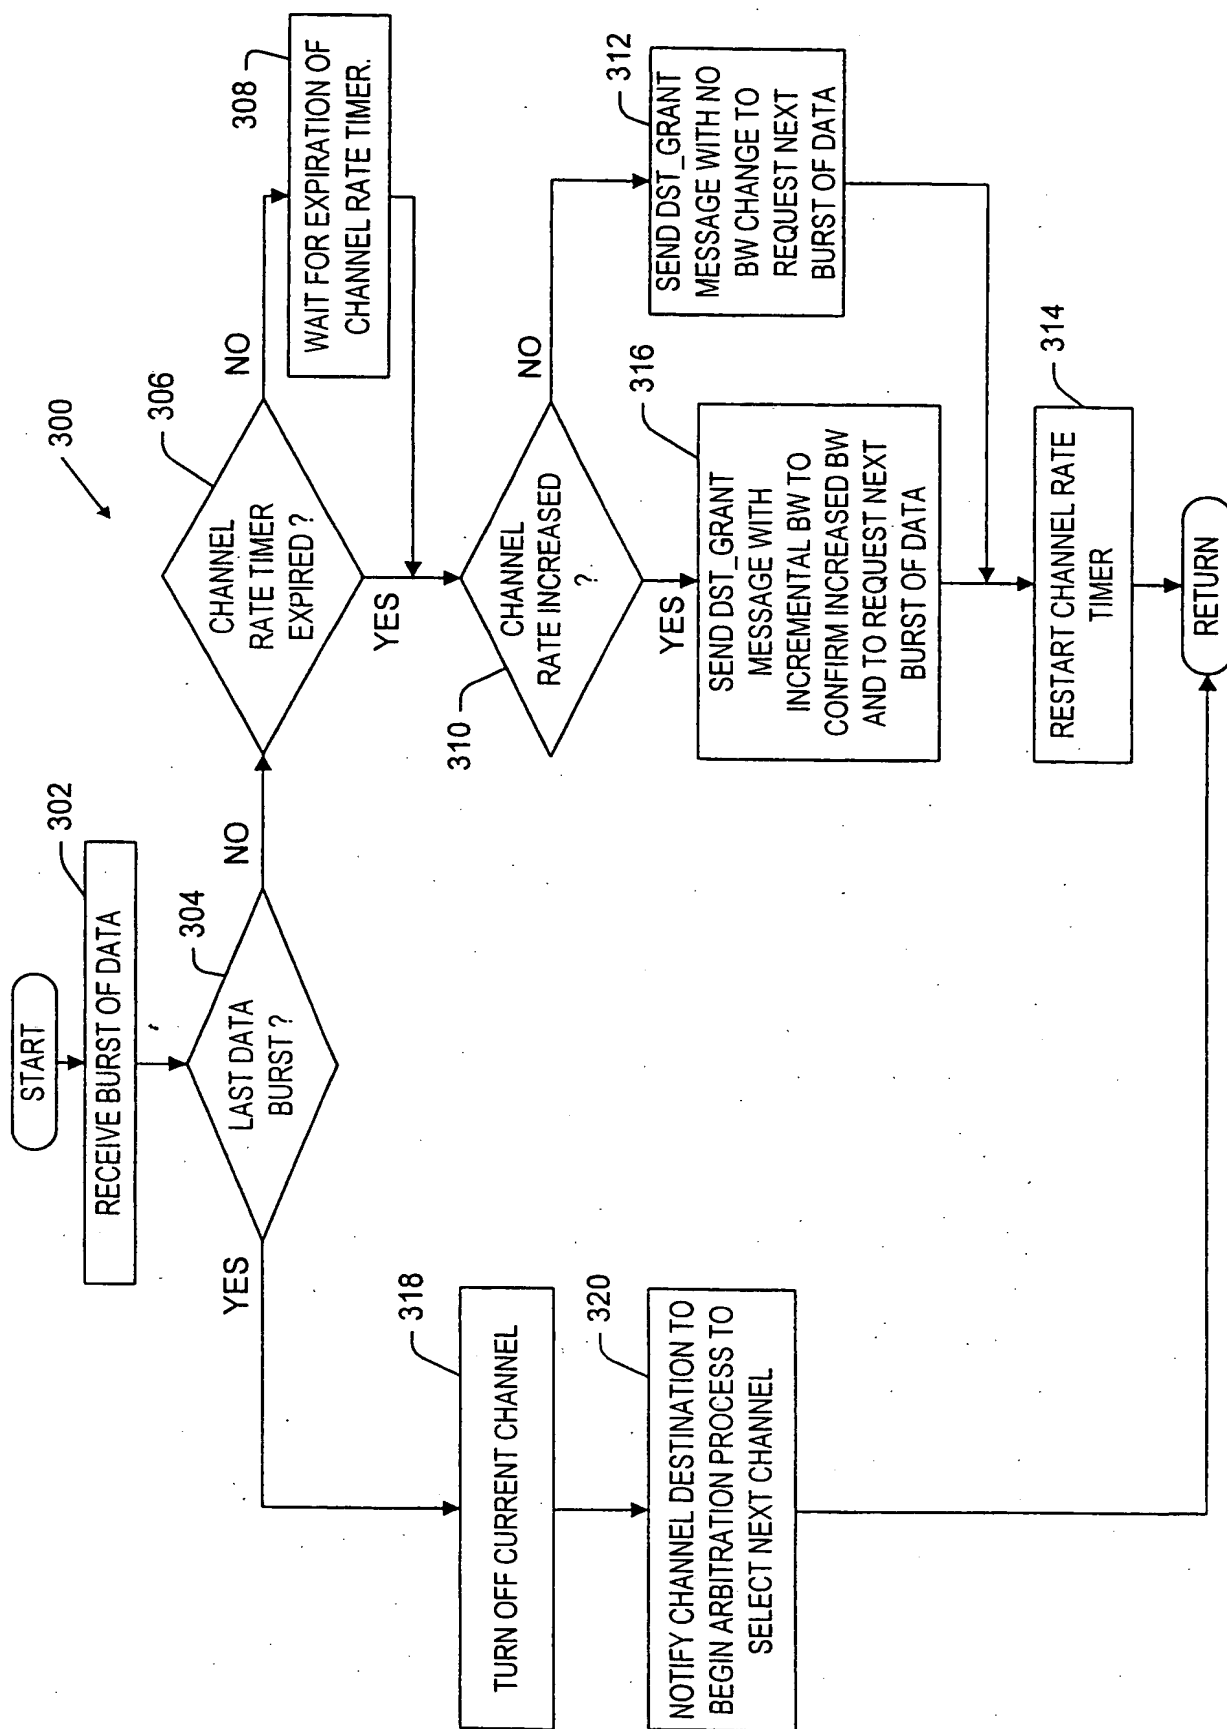 300
START
302
RECEIVE BURST OF DATA
304
LAST DATA
BURST ?
YES
NO
306
CHANNEL
RATE TIMER
EXPIRED ?
NO
YES
308
WAIT FOR EXPIRATION OF
CHANNEL RATE TIMER.
310
CHANNEL
RATE INCREASED
?
NO
YES
312
SEND DST_GRANT
MESSAGE WITH NO
BW CHANGE TO
REQUEST NEXT
BURST OF DATA
316
SEND DST_GRANT
MESSAGE WITH
INCREMENTAL BW TO
CONFIRM INCREASED BW
AND TO REQUEST NEXT
BURST OF DATA
314
RESTART CHANNEL RATE
TIMER
318
TURN OFF CURRENT CHANNEL
320
NOTIFY CHANNEL DESTINATION TO
BEGIN ARBITRATION PROCESS TO
SELECT NEXT CHANNEL
RETURN